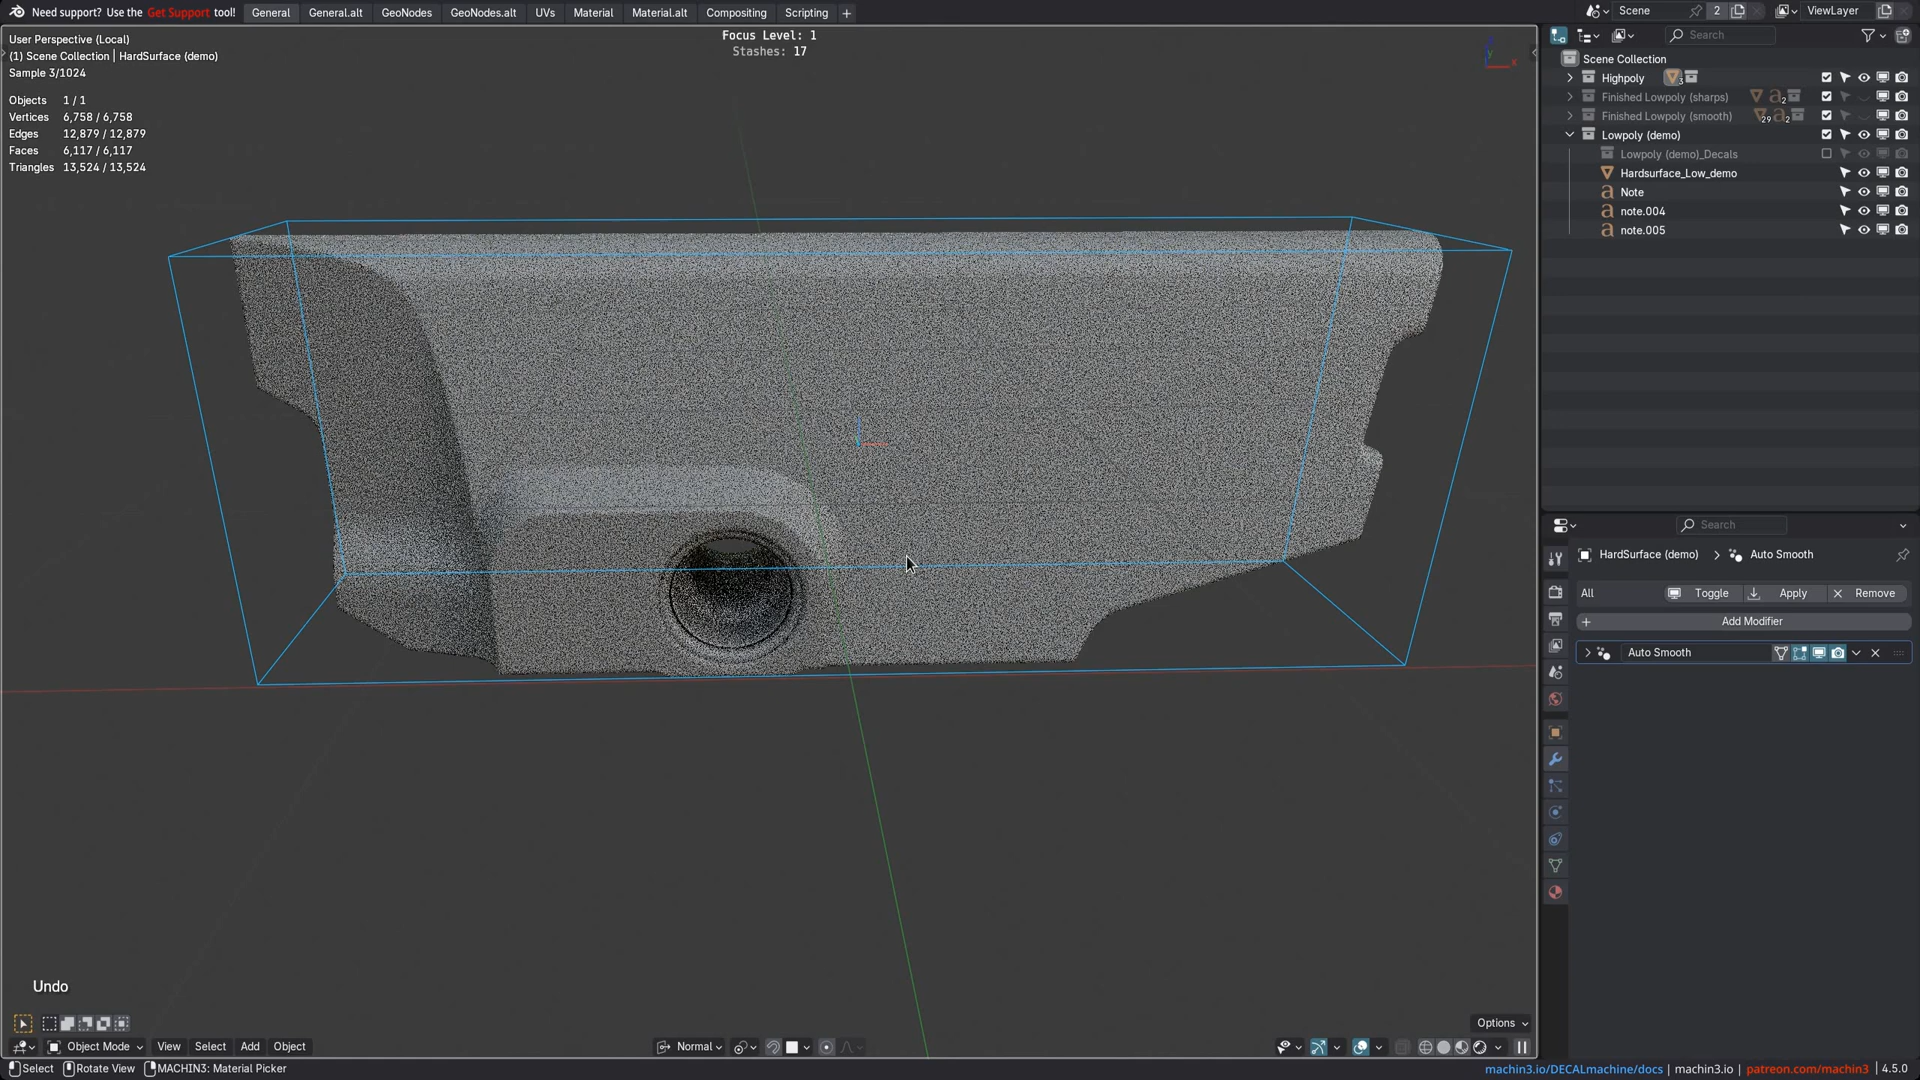 Need support? Use the Get Support tool!
General
General.alt
GeoNodes
GeoNodes.alt
UVs
Material
Material.alt
Compositing
Scripting
Scene
2
ViewLayer
User Perspective (Local)
(1) Scene Collection | HardSurface (demo)
Sample 3/1024
Objects 1 / 1
Vertices 6,758 / 6,758
Edges 12,879 / 12,879
Faces 6,117 / 6,117
Triangles 13,524 / 13,524
Focus Level: 1
Stashes: 17
Search
Scene Collection
Highpoly 3
Finished Lowpoly (sharps) 2
Finished Lowpoly (smooth) 29 2
Lowpoly (demo)
Lowpoly (demo)_Decals
Hardsurface_Low_demo
Note
note.004
note.005
Search
HardSurface (demo) > Auto Smooth
All Toggle Apply Remove
Add Modifier
Auto Smooth
Undo
Options
Object Mode View Select Add Object
Normal
Select Rotate View MACHIN3: Material Picker
machin3.io/DECALmachine/docs | machin3.io | patreon.com/machin3 | 4.5.0